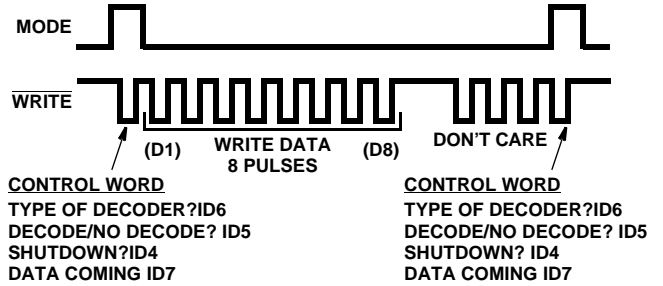 MODE
WRITE
(D1) WRITE DATA (D8)
8 PULSES
DON'T CARE
CONTROL WORD
TYPE OF DECODER?ID6
DECODE/NO DECODE? ID5
SHUTDOWN?ID4
DATA COMING ID7
CONTROL WORD
TYPE OF DECODER?ID6
DECODE/NO DECODE? ID5
SHUTDOWN? ID4
DATA COMING ID7